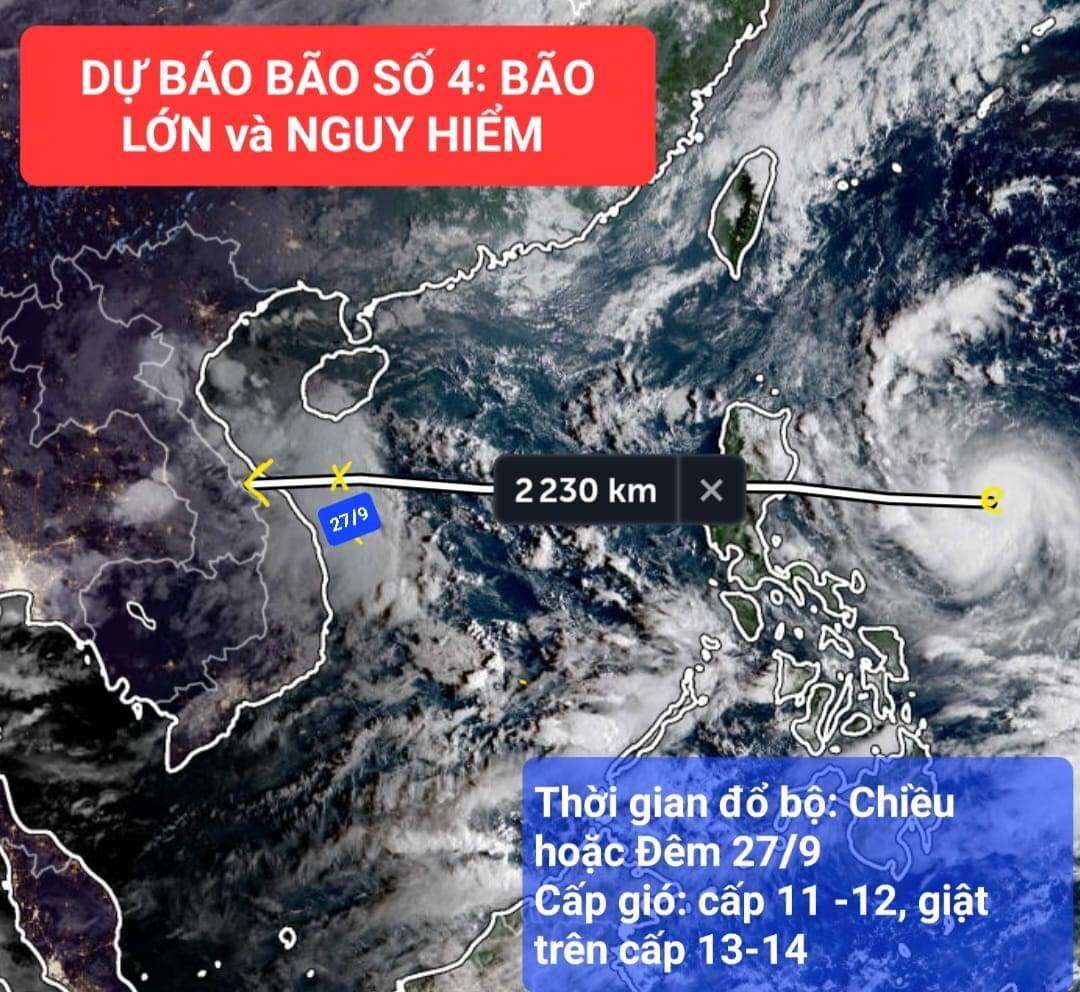 DỰ BÁO BÃO SỐ 4: BÃO
LỚN và NGUY HIỂM
2 230 km ×
27/9
Thời gian đổ bộ: Chiều
hoặc Đêm 27/9
Cấp gió: cấp 11 -12, giật
trên cấp 13-14